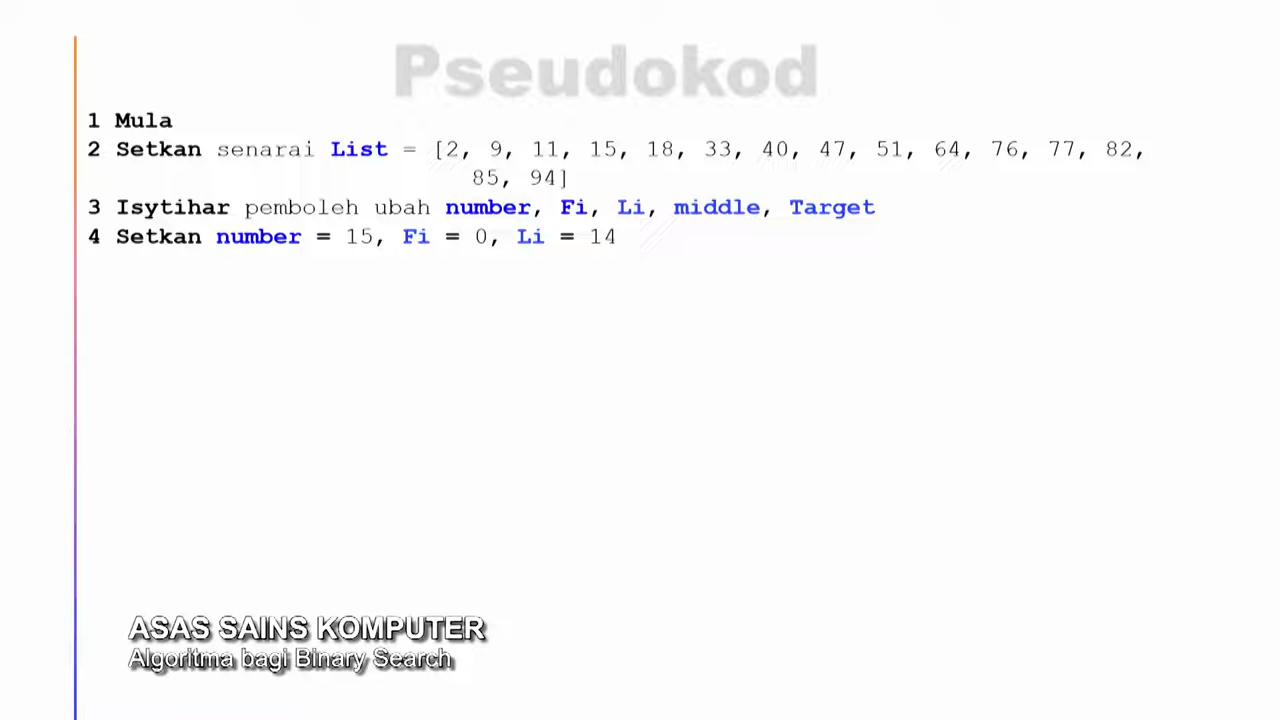 Pseudokod
1 Mula
2 Setkan senarai List = [2, 9, 11, 15, 18, 33, 40, 47, 51, 64, 76, 77, 82,
85, 94]
3 Isytihar pemboleh ubah number, Fi, Li, middle, Target
4 Setkan number = 15, Fi = 0, Li = 14
ASAS SAINS KOMPUTER
Algoritma bagi Binary Search